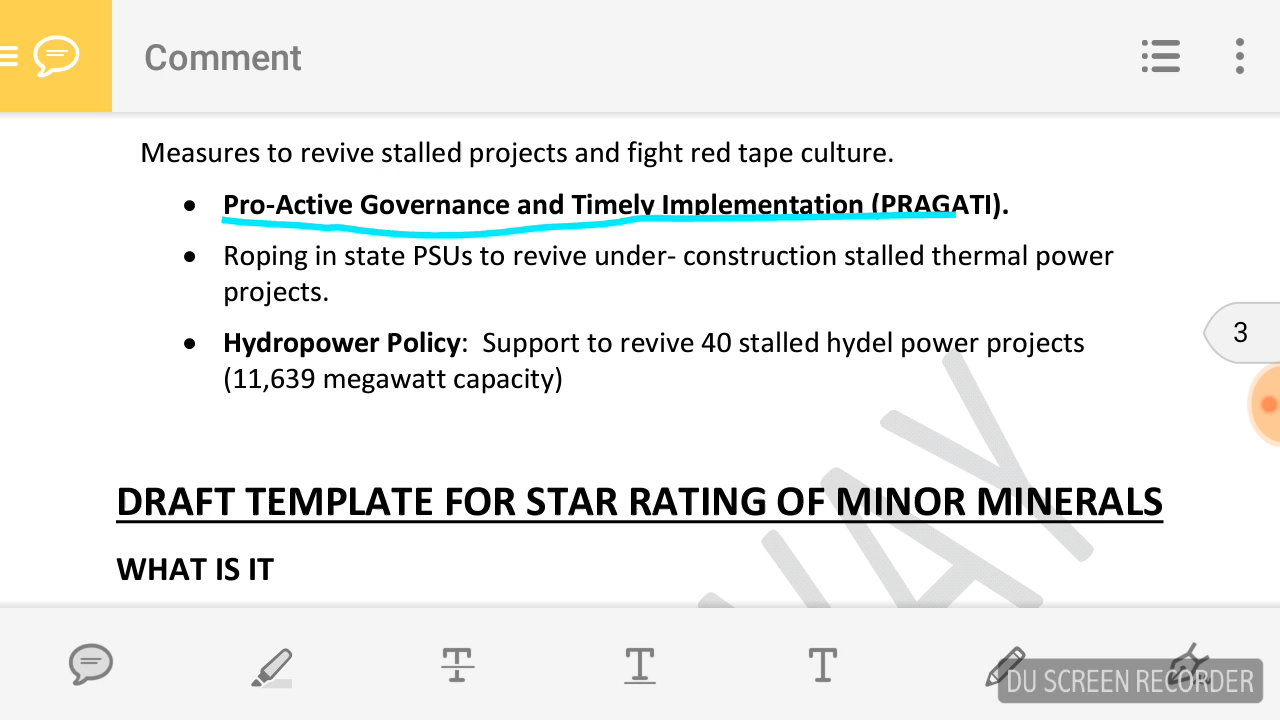 Comment
Measures to revive stalled projects and fight red tape culture.
• Pro-Active Governance and Timely Implementation (PRAGATI).
• Roping in state PSUs to revive under- construction stalled thermal power
projects.
3
• Hydropower Policy:  Support to revive 40 stalled hydel power projects
(11,639 megawatt capacity)
DRAFT TEMPLATE FOR STAR RATING OF MINOR MINERALS
WHAT IS IT
T
T
T
DU SCREEN RECORDER